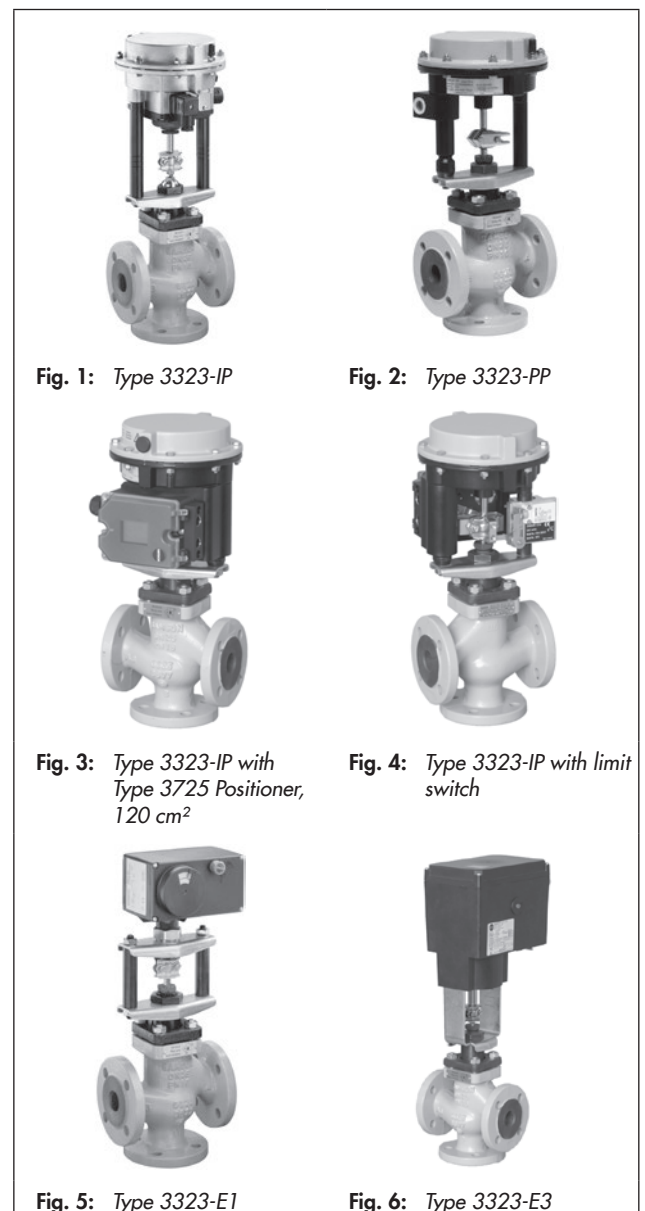 Fig. 1: Type 3323-IP
Fig. 2: Type 3323-PP
Fig. 3: Type 3323-IP with
Type 3725 Positioner,
120 cm²
Fig. 4: Type 3323-IP with limit
switch
Fig. 5: Type 3323-E1
Fig. 6: Type 3323-E3